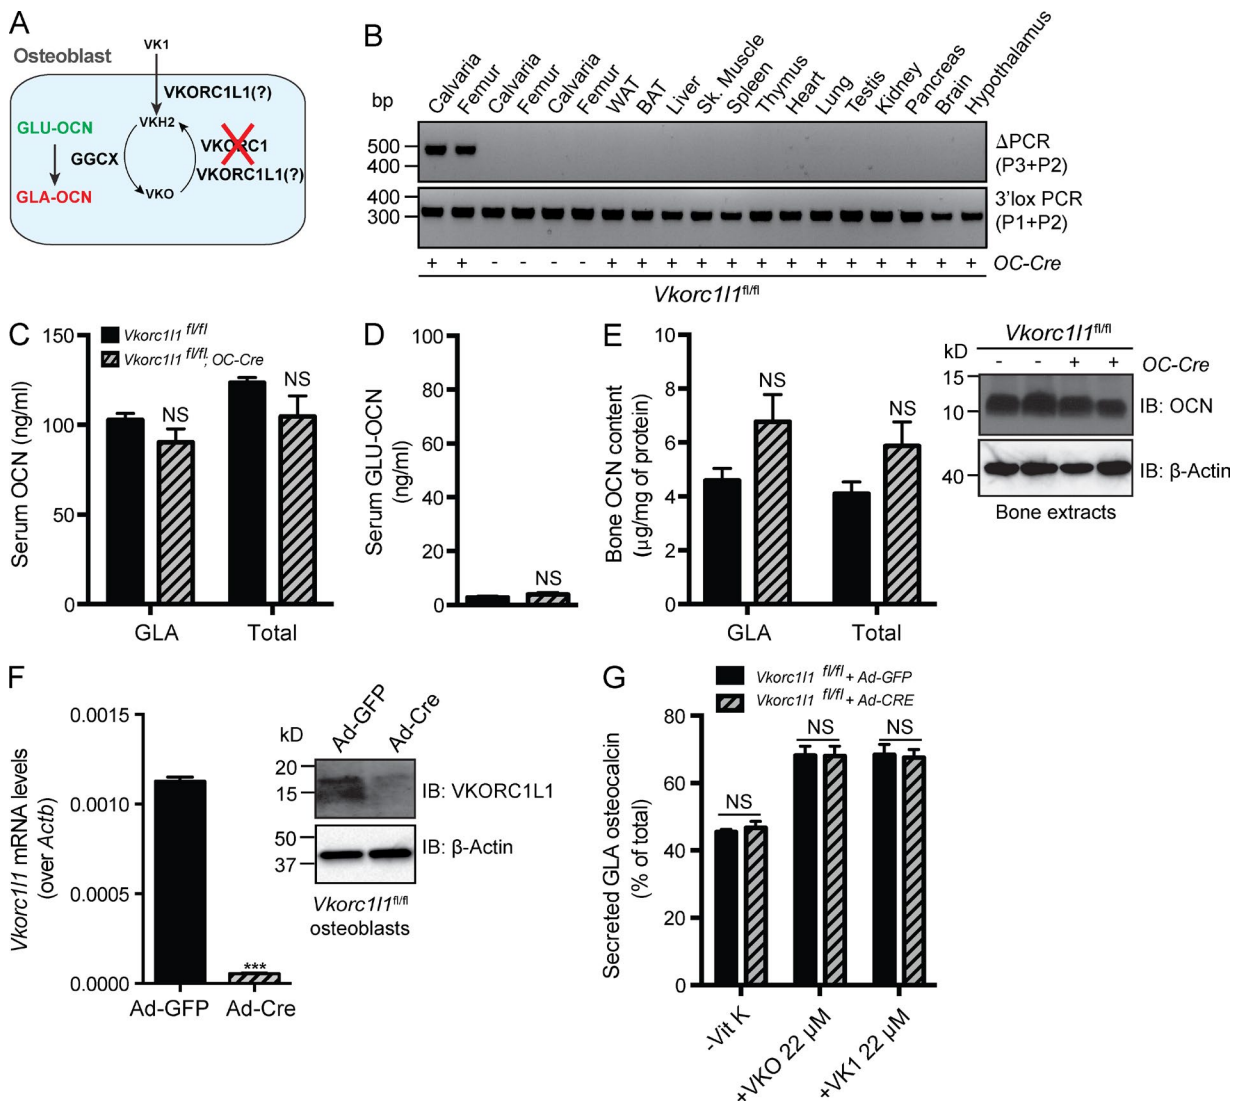 A
Osteoblast
VK1
VKORC1L1(?)
GLU-OCN
VKH2
GGCX
VKORC1
VKORC1L1(?)
GLA-OCN
VKO
B
bp
Calvaria
Femur
Calvaria
Femur
Calvaria
Femur
WAT
BAT
Liver
Sk. Muscle
Spleen
Thymus
Heart
Lung
Testis
Kidney
Pancreas
Brain
Hypothalamus
500
400
ΔPCR
(P3+P2)
400
300
3'lox PCR
(P1+P2)
+ + - - - - + + + + + + + + + + + + + OC-Cre
Vkorc1l1fl/fl
C
Vkorc1l1 fl/fl
Vkorc1l1 fl/fl; OC-Cre
Serum OCN (ng/ml)
150
100
50
0
NS
NS
GLA Total
D
Serum GLU-OCN
(ng/ml)
100
80
60
40
20
0
NS
E
Bone OCN content
(µg/mg of protein)
10
8
6
4
2
0
NS
NS
GLA Total
Vkorc1l1fl/fl
kD
- - + + OC-Cre
15
10
IB: OCN
40
IB: β-Actin
Bone extracts
F
Vkorc1l1 mRNA levels
(over Actb)
0.0015
0.0010
0.0005
0.0000
***
Ad-GFP Ad-Cre
kD
Ad-GFP
Ad-Cre
20
15
IB: VKORC1L1
50
37
IB: β-Actin
Vkorc1l1fl/fl
osteoblasts
G
Vkorc1l1 fl/fl + Ad-GFP
Vkorc1l1 fl/fl + Ad-CRE
Secreted GLA osteocalcin
(% of total)
80
60
40
20
0
NS
NS
NS
-Vit K
+VKO 22 µM
+VK1 22 µM